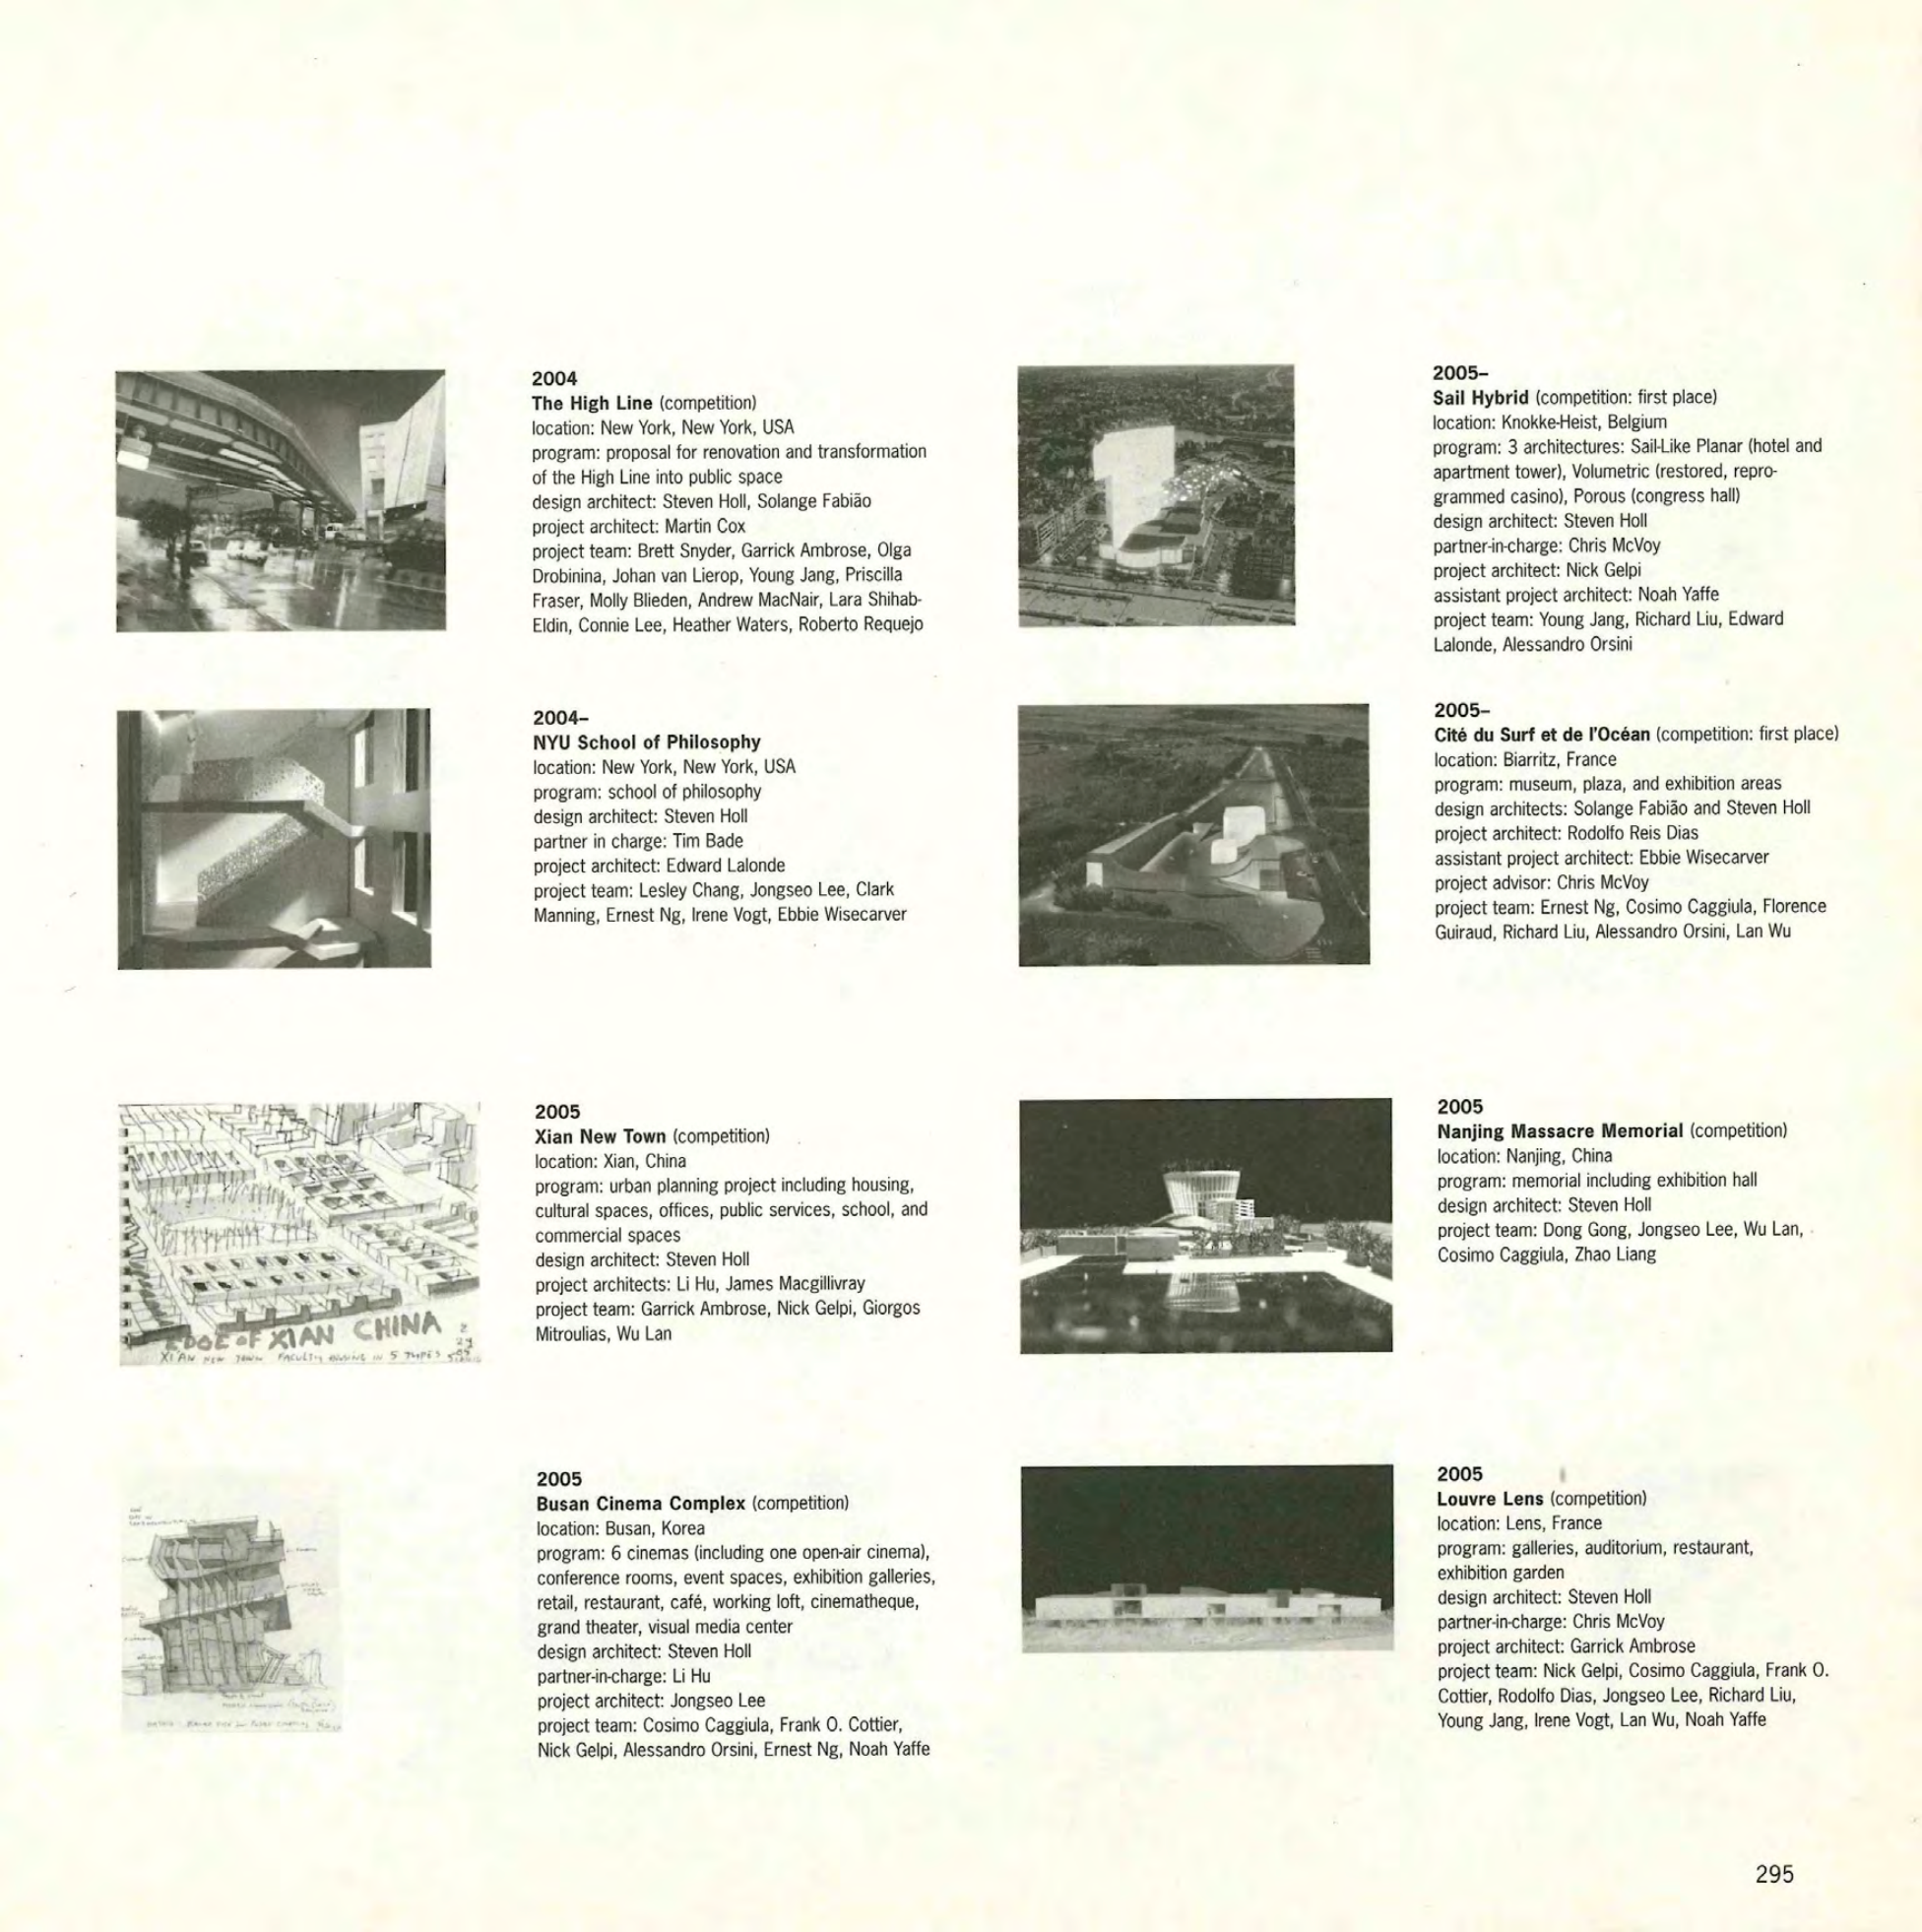 2004
The High Line (competition)
location: New York, New York, USA
program: proposal for renovation and transformation
of the High Line into public space
design architect: Steven Holl, Solange Fabião
project architect: Martin Cox
project team: Brett Snyder, Garrick Ambrose, Olga
Drobinina, Johan van Lierop, Young Jang, Priscilla
Fraser, Molly Blieden, Andrew MacNair, Lara Shihab-
Eldin, Connie Lee, Heather Waters, Roberto Requejo
2004–
NYU School of Philosophy
location: New York, New York, USA
program: school of philosophy
design architect: Steven Holl
partner in charge: Tim Bade
project architect: Edward Lalonde
project team: Lesley Chang, Jongseo Lee, Clark
Manning, Ernest Ng, Irene Vogt, Ebbie Wisecarver
EDGE OF XIAN CHINA
XI'AN NEW TOWN FACULTY HOUSING IN 5 TYPES
2005
Xian New Town (competition)
location: Xian, China
program: urban planning project including housing,
cultural spaces, offices, public services, school, and
commercial spaces
design architect: Steven Holl
project architects: Li Hu, James Macgillivray
project team: Garrick Ambrose, Nick Gelpi, Giorgos
Mitroulias, Wu Lan
2005
Busan Cinema Complex (competition)
location: Busan, Korea
program: 6 cinemas (including one open-air cinema),
conference rooms, event spaces, exhibition galleries,
retail, restaurant, café, working loft, cinematheque,
grand theater, visual media center
design architect: Steven Holl
partner-in-charge: Li Hu
project architect: Jongseo Lee
project team: Cosimo Caggiula, Frank O. Cottier,
Nick Gelpi, Alessandro Orsini, Ernest Ng, Noah Yaffe
2005–
Sail Hybrid (competition: first place)
location: Knokke-Heist, Belgium
program: 3 architectures: Sail-Like Planar (hotel and
apartment tower), Volumetric (restored, repro-
grammed casino), Porous (congress hall)
design architect: Steven Holl
partner-in-charge: Chris McVoy
project architect: Nick Gelpi
assistant project architect: Noah Yaffe
project team: Young Jang, Richard Liu, Edward
Lalonde, Alessandro Orsini
2005–
Cité du Surf et de l'Océan (competition: first place)
location: Biarritz, France
program: museum, plaza, and exhibition areas
design architects: Solange Fabião and Steven Holl
project architect: Rodolfo Reis Dias
assistant project architect: Ebbie Wisecarver
project advisor: Chris McVoy
project team: Ernest Ng, Cosimo Caggiula, Florence
Guiraud, Richard Liu, Alessandro Orsini, Lan Wu
2005
Nanjing Massacre Memorial (competition)
location: Nanjing, China
program: memorial including exhibition hall
design architect: Steven Holl
project team: Dong Gong, Jongseo Lee, Wu Lan,
Cosimo Caggiula, Zhao Liang
2005
Louvre Lens (competition)
location: Lens, France
program: galleries, auditorium, restaurant,
exhibition garden
design architect: Steven Holl
partner-in-charge: Chris McVoy
project architect: Garrick Ambrose
project team: Nick Gelpi, Cosimo Caggiula, Frank O.
Cottier, Rodolfo Dias, Jongseo Lee, Richard Liu,
Young Jang, Irene Vogt, Lan Wu, Noah Yaffe
295